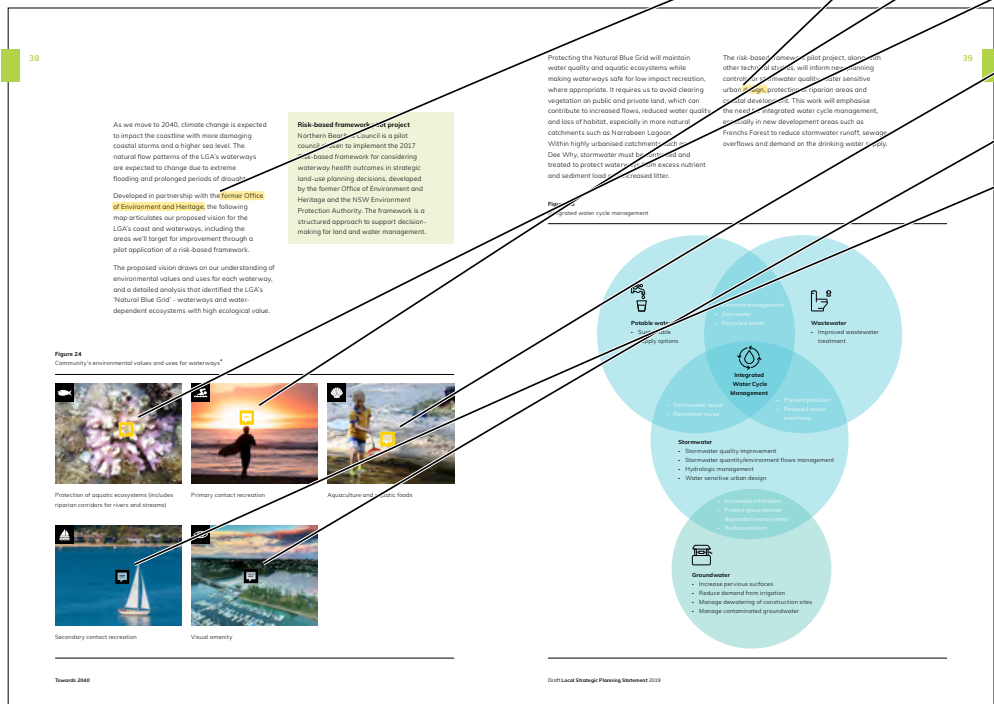 38
As we move to 2040, climate change is expected
to impact the coastline with more damaging
coastal storms and a higher sea level. The
natural flow patterns of the LGA's waterways
are expected to change due to extreme
flooding and prolonged periods of drought.
Developed in partnership with the former Office
of Environment and Heritage, the following
map articulates our proposed vision for the
LGA's coast and waterways, including the
areas we'll target for improvement through a
pilot application of a risk-based framework.
The proposed vision draws on our understanding of
environmental values and uses for each waterway,
and a detailed analysis that identified the LGA's
'Natural Blue Grid' - waterways and water-
dependent ecosystems with high ecological value.
Risk-based framework pilot project
Northern Beaches Council is a pilot
council chosen to implement the 2017
Risk-based framework for considering
waterway health outcomes in strategic
land-use planning decisions, developed
by the former Office of Environment and
Heritage and the NSW Environment
Protection Authority. The framework is a
structured approach to support decision-
making for land and water management.
Figure 24
Community's environmental values and uses for waterways
Protection of aquatic ecosystems (includes
riparian corridors for rivers and streams)
Primary contact recreation
Aquaculture and aquatic foods
Secondary contact recreation
Visual amenity
Towards 2040
Protecting the Natural Blue Grid will maintain
water quality and aquatic ecosystems while
making waterways safe for low impact recreation,
where appropriate. It requires us to avoid clearing
vegetation on public and private land, which can
contribute to increased flows, reduced water quality
and loss of habitat, especially in more natural
catchments such as Narrabeen Lagoon.
Within highly urbanised catchments such as
Dee Why, stormwater must be controlled and
treated to protect waterways from excess nutrient
and sediment loads and increased litter.
The risk-based framework pilot project, along with
other technical studies, will inform new planning
controls for stormwater quality, water sensitive
urban design, protection of riparian areas and
coastal development. This work will emphasise
the need for integrated water cycle management,
especially in new development areas such as
Frenchs Forest to reduce stormwater runoff, sewage
overflows and demand on the drinking water supply.
39
Integrated water cycle management
Potable water
- Sustainable
supply options
- Demand management
- Greywater
- Recycled water
Wastewater
- Improved wastewater
treatment
Integrated
Water Cycle
Management
- Stormwater reuse
- Rainwater reuse
- Prevent pollution
- Reduced sewer
overflows
Stormwater
- Stormwater quality improvement
- Stormwater quantity/environment flows management
- Hydrologic management
- Water sensitive urban design
- Increased infiltration
- Protect groundwater
dependent ecosystems
- Reduce erosion
Groundwater
- Increase pervious surfaces
- Reduce demand from irrigation
- Manage dewatering of construction sites
- Manage contaminated groundwater
Draft Local Strategic Planning Statement 2019